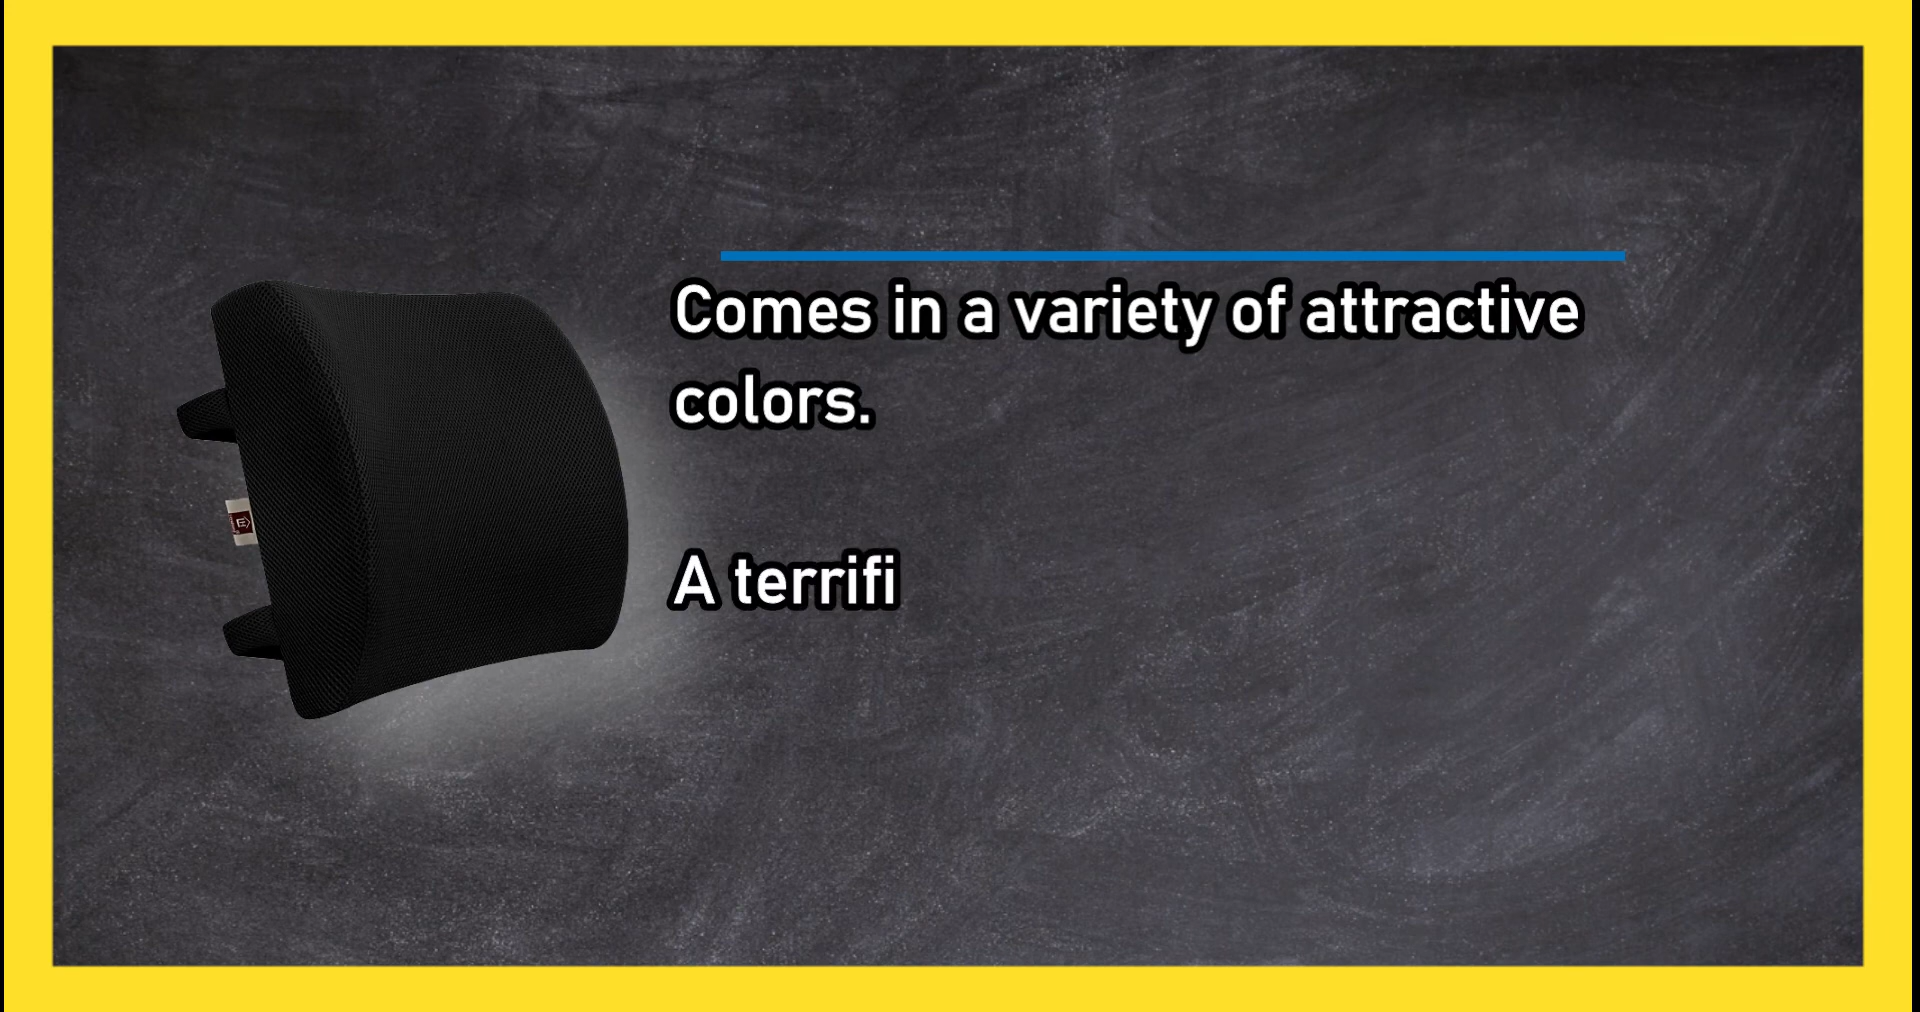 Comes in a variety of attractive
colors.
A terrifi